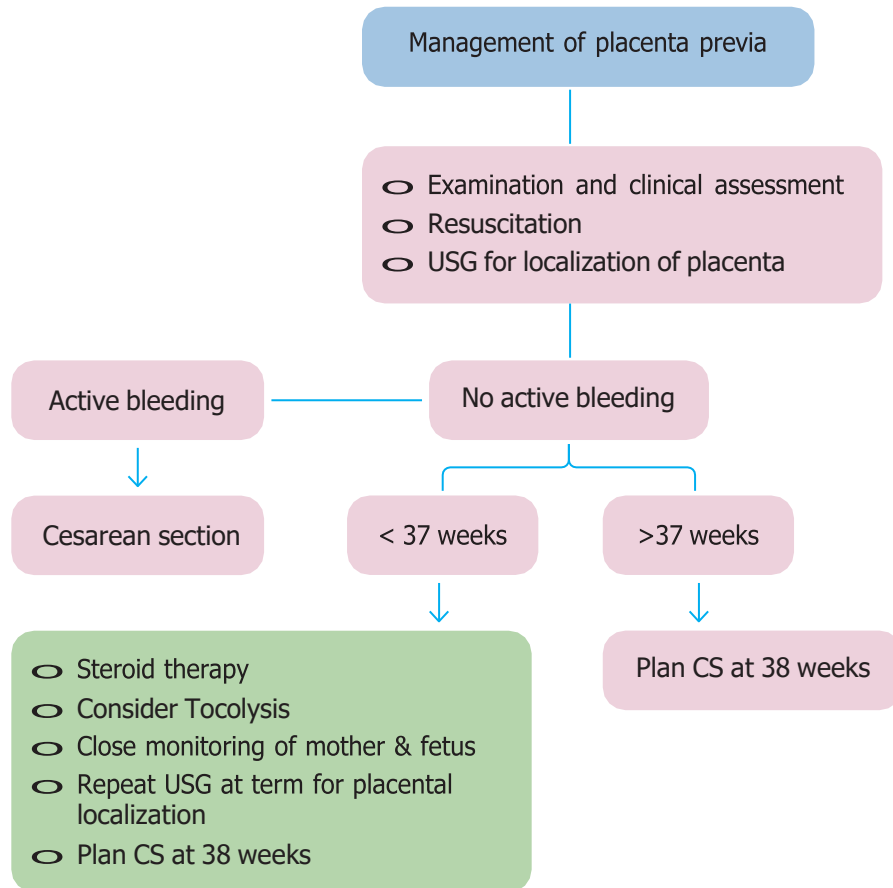 Management of placenta previa
Examination and clinical assessment
Resuscitation
USG for localization of placenta
Active bleeding
No active bleeding
Cesarean section
< 37 weeks
>37 weeks
Steroid therapy
Consider Tocolysis
Close monitoring of mother & fetus
Repeat USG at term for placental
localization
Plan CS at 38 weeks
Plan CS at 38 weeks